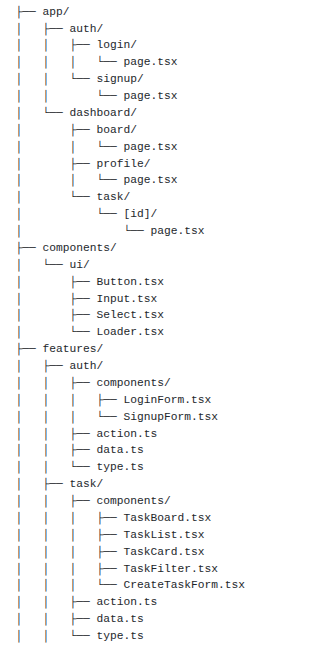 ├── app/
│   ├── auth/
│   │   ├── login/
│   │   │   └── page.tsx
│   │   └── signup/
│   │       └── page.tsx
│   └── dashboard/
│       ├── board/
│       │   └── page.tsx
│       ├── profile/
│       │   └── page.tsx
│       └── task/
│           └── [id]/
│               └── page.tsx
├── components/
│   └── ui/
│       ├── Button.tsx
│       ├── Input.tsx
│       ├── Select.tsx
│       └── Loader.tsx
├── features/
│   ├── auth/
│   │   ├── components/
│   │   │   ├── LoginForm.tsx
│   │   │   └── SignupForm.tsx
│   │   ├── action.ts
│   │   ├── data.ts
│   │   └── type.ts
│   ├── task/
│   │   ├── components/
│   │   │   ├── TaskBoard.tsx
│   │   │   ├── TaskList.tsx
│   │   │   ├── TaskCard.tsx
│   │   │   ├── TaskFilter.tsx
│   │   │   └── CreateTaskForm.tsx
│   │   ├── action.ts
│   │   ├── data.ts
│   │   └── type.ts